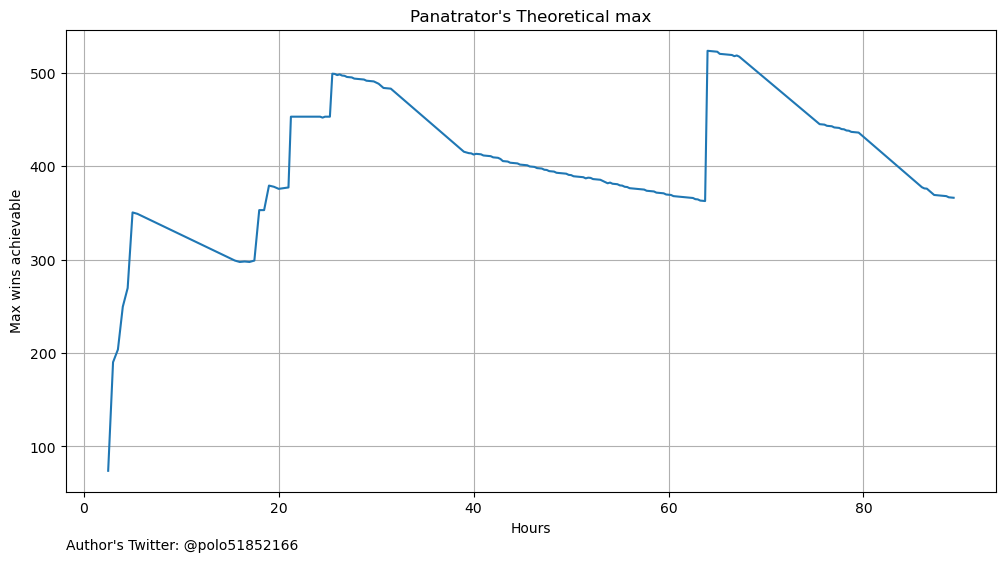 Panatrator's Theoretical max
Max wins achievable
500
400
300
200
100
0
20
40
60
80
Hours
Author's Twitter: @polo51852166